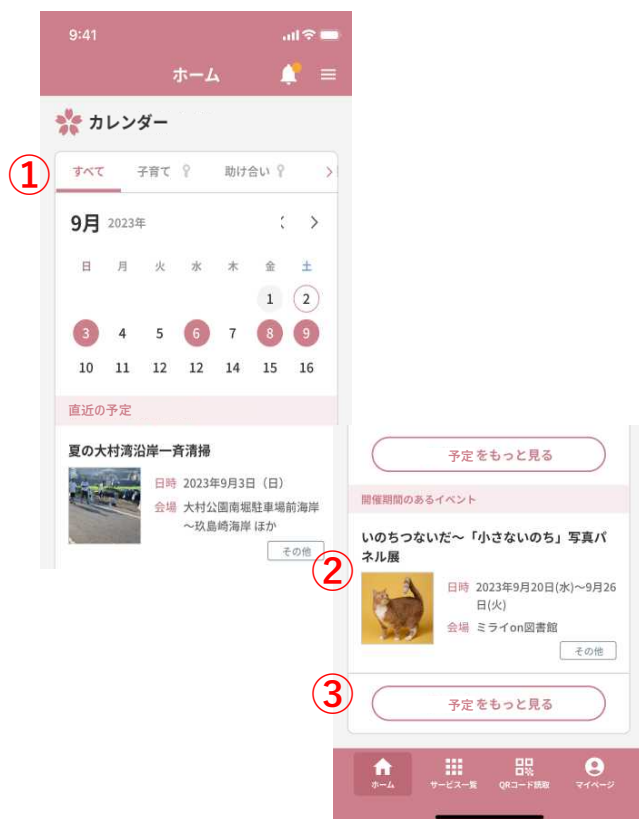 9:41
ホーム
カレンダー
①
すべて 子育て 助け合い
9月 2023年
日 月 火 水 木 金 土
1 2
3 4 5 6 7 8 9
10 11 12 12 14 15 16
直近の予定
夏の大村湾沿岸一斉清掃
日時 2023年9月3日（日）
会場 大村公園南堀駐車場前海岸
～玖島崎海岸 ほか
その他
予定をもっと見る
開催期間のあるイベント
いのちつないだ～「小さないのち」写真パ
ネル展
②
日時 2023年9月20日(水)～9月26
日(火)
会場 ミライon図書館
その他
③
予定をもっと見る
ホーム サービス一覧 QRコード読取 マイページ